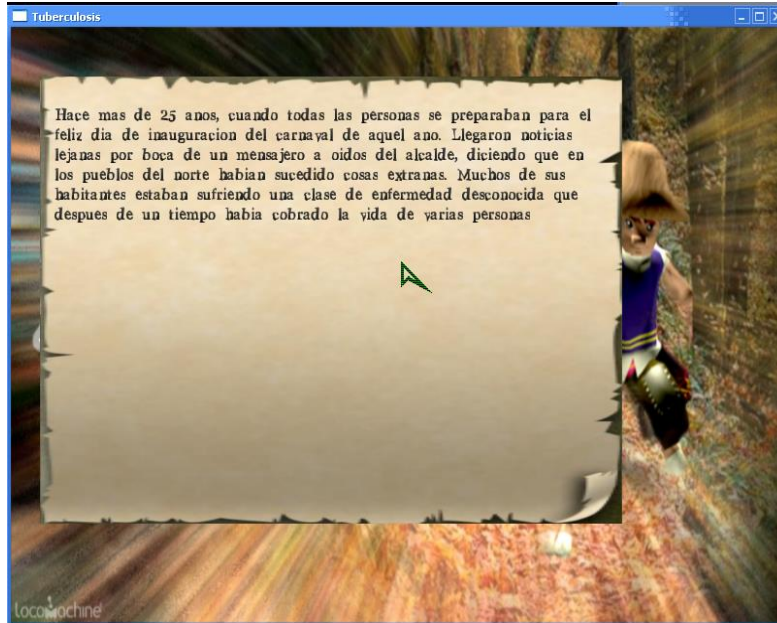 Tuberculosis
Hace mas de 25 anos, cuando todas las personas se preparaban para el
feliz dia de inauguracion del carnaval de aquel ano. Llegaron noticias
lejanas por boca de un mensajero a oidos del alcalde, diciendo que en
los pueblos del norte habian sucedido cosas extranas. Muchos de sus
habitantes estaban sufriendo una clase de enfermedad desconocida que
despues de un tiempo habia cobrado la vida de varias personas
locomachine